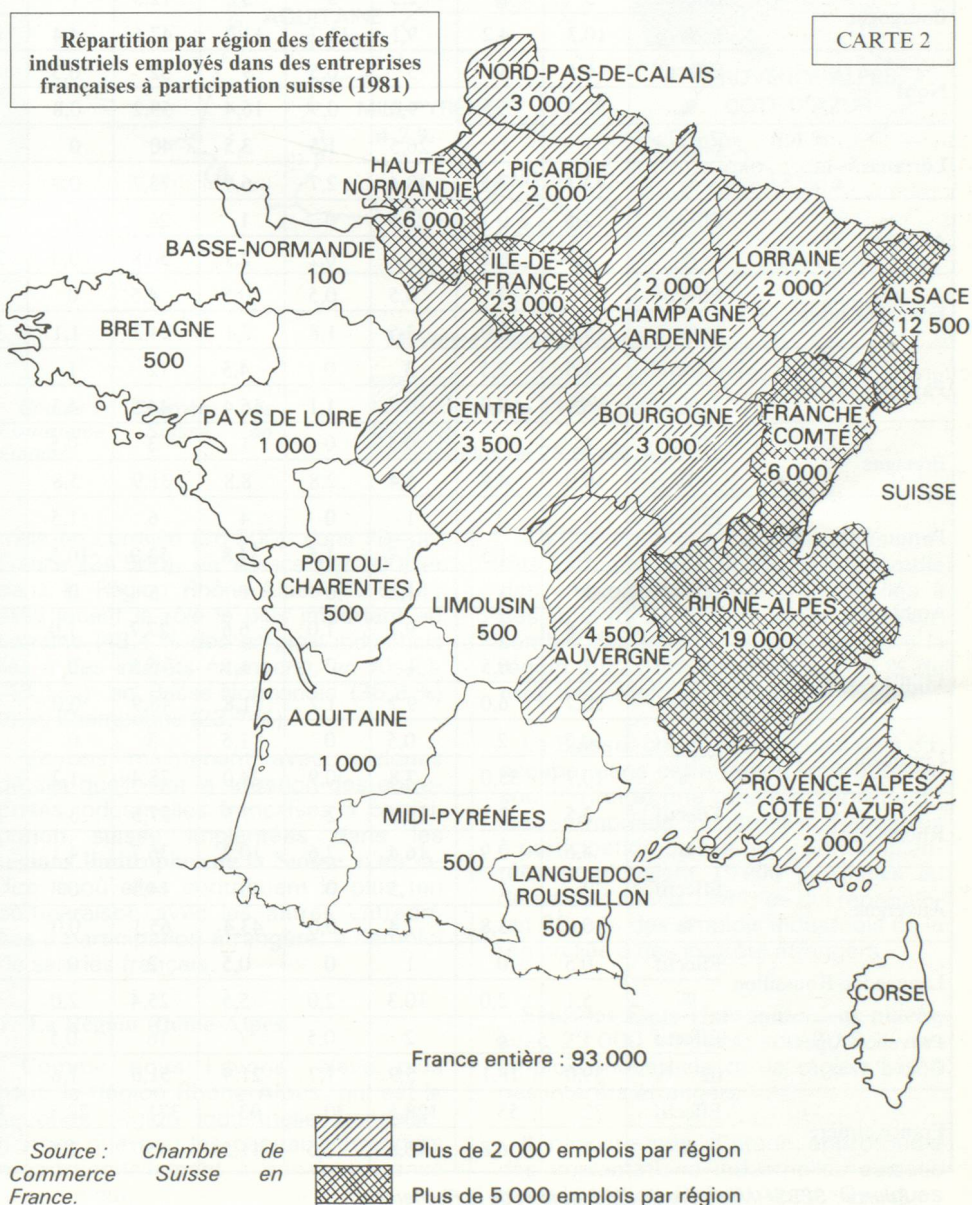 Répartition par région des effectifs
industriels employés dans des entreprises
françaises à participation suisse (1981)
CARTE 2
NORD-PAS-DE-CALAIS
3 000
HAUTE
NORMANDIE
6 000
PICARDIE
2 000
BASSE-NORMANDIE
100
ILE-DE-
FRANCE
23 000
2 000
CHAMPAGNE
ARDENNE
LORRAINE
2 000
ALSACE
12 500
BRETAGNE
500
PAYS DE LOIRE
1 000
CENTRE
3 500
BOURGOGNE
3 000
FRANCHE
COMTÉ
6 000
SUISSE
POITOU-
CHARENTES
500
LIMOUSIN
500
4 500
AUVERGNE
RHÔNE-ALPES
19 000
AQUITAINE
1 000
MIDI-PYRÉNÉES
500
LANGUEDOC-
ROUSSILLON
500
PROVENCE-ALPES
CÔTE D'AZUR
2 000
CORSE
–
France entière : 93.000
Source : Chambre de
Commerce Suisse en
France.
Plus de 2 000 emplois par région
Plus de 5 000 emplois par région